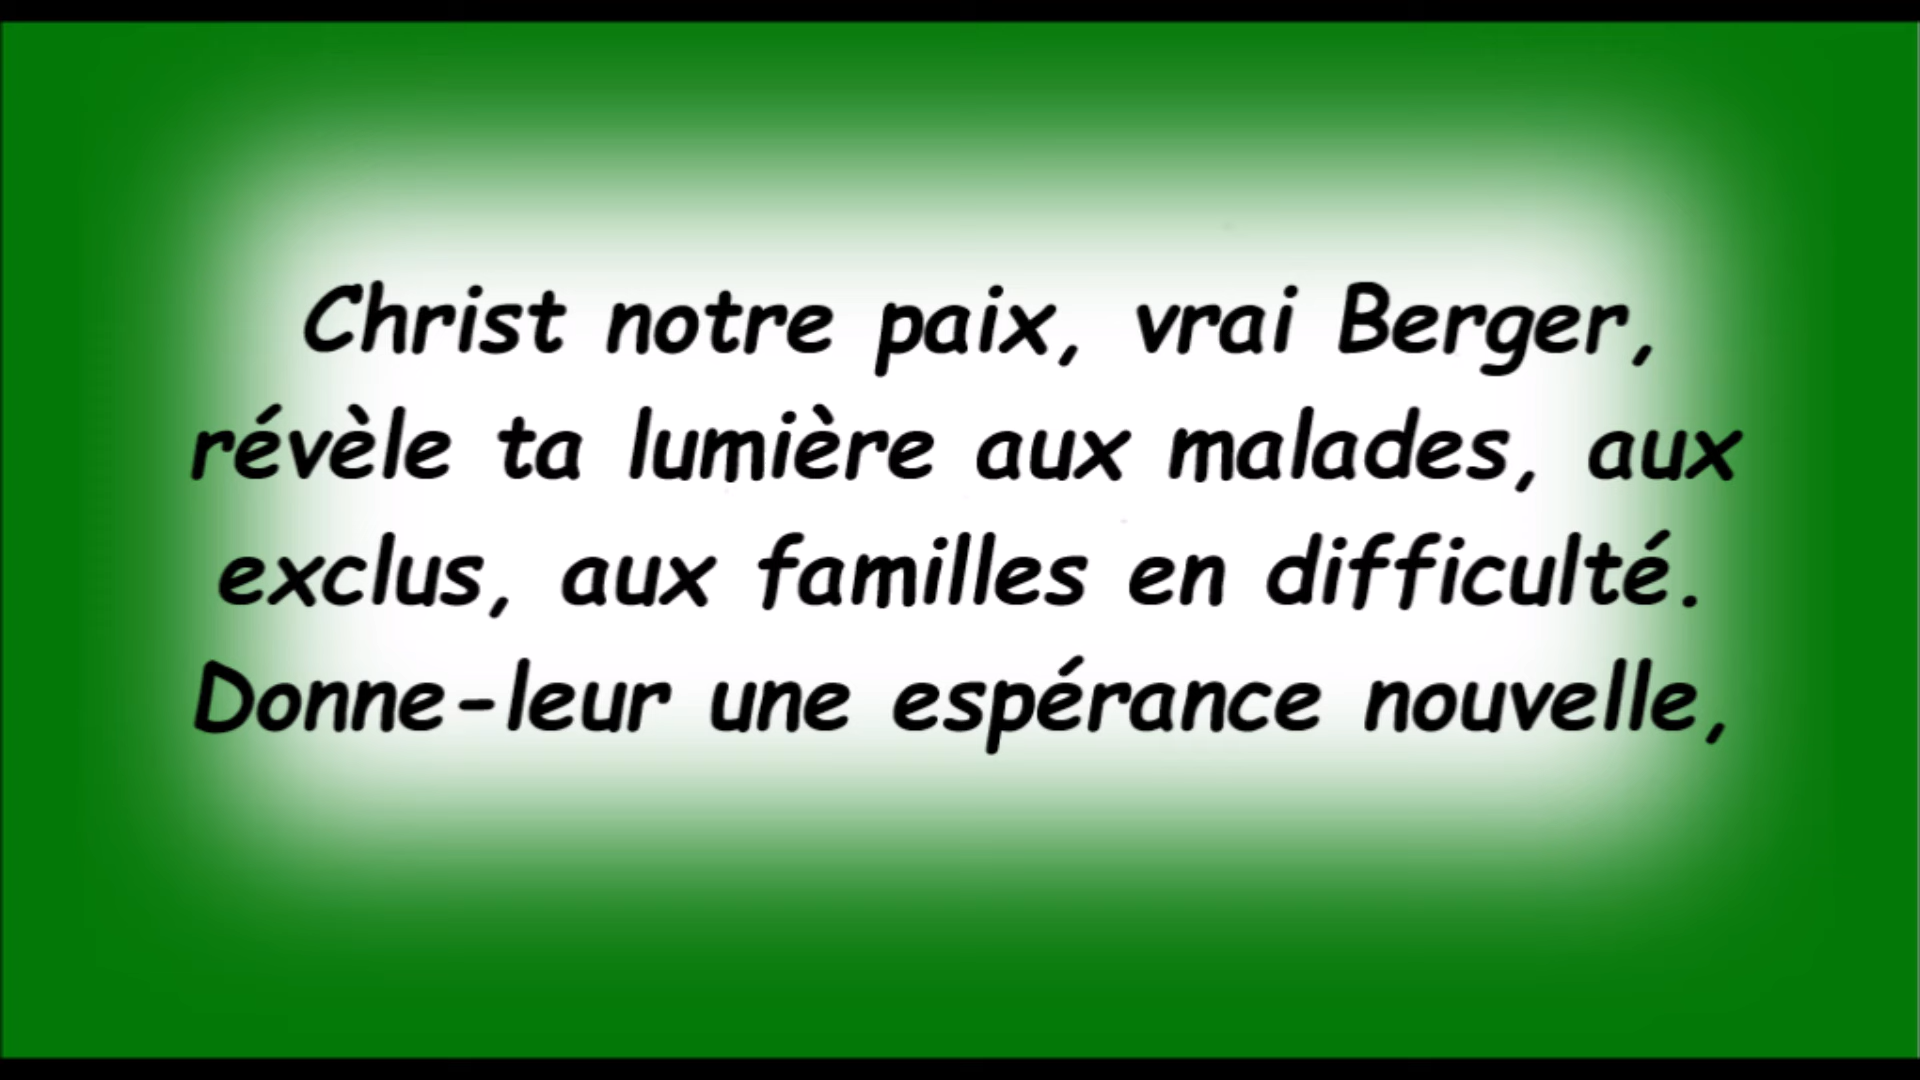 Christ notre paix, vrai Berger,
révèle ta lumière aux malades, aux
exclus, aux familles en difficulté.
Donne-leur une espérance nouvelle,